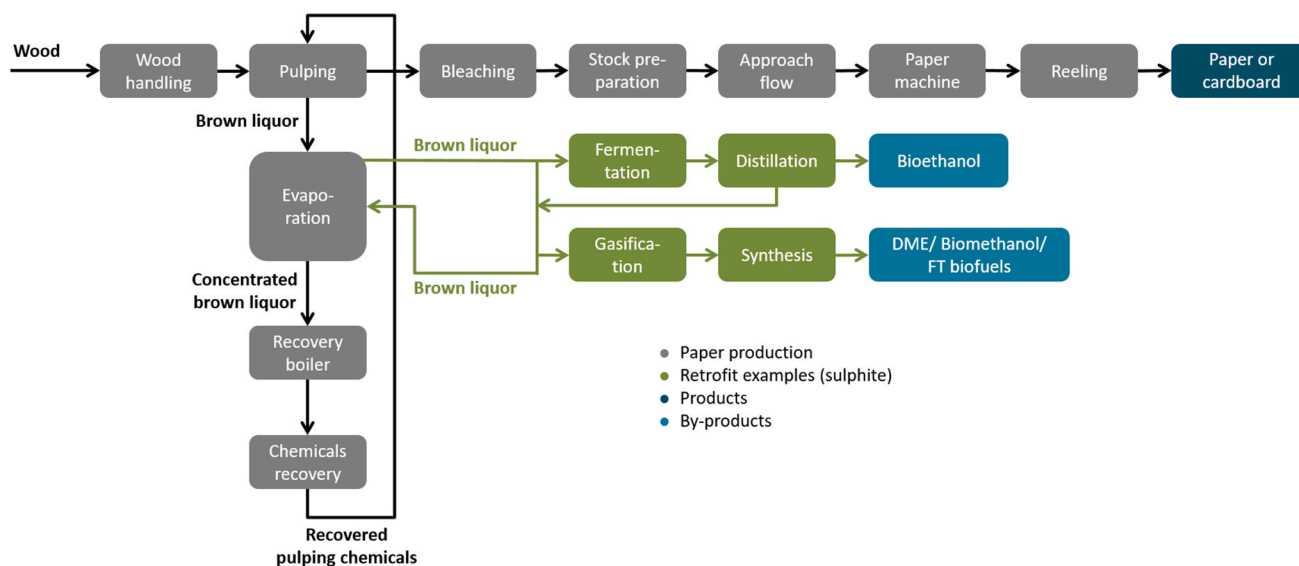 Wood
Wood
handling
Pulping
Bleaching
Stock pre-
paration
Approach
flow
Paper
machine
Reeling
Paper or
cardboard
Brown liquor
Brown liquor
Fermen-
tation
Distillation
Bioethanol
Evapo-
ration
Gasifica-
tion
Synthesis
DME/ Biomethanol/
FT biofuels
Brown liquor
Concentrated
brown liquor
Recovery
boiler
Paper production
Retrofit examples (sulphite)
Products
By-products
Chemicals
recovery
Recovered
pulping chemicals